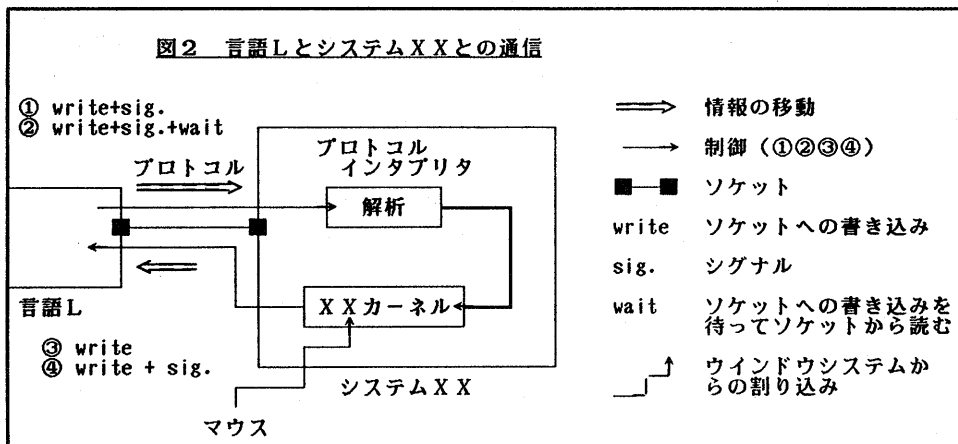 図2 言語LとシステムXXとの通信
① write+sig.
② write+sig.+wait
プロトコル
プロトコル
インタプリタ
解析
XXカーネル
言語L
③ write
④ write + sig.
システムXX
マウス
情報の移動
制御(①②③④)
ソケット
write ソケットへの書き込み
sig. シグナル
wait ソケットへの書き込みを
待ってソケットから読む
ウインドウシステムか
らの割り込み